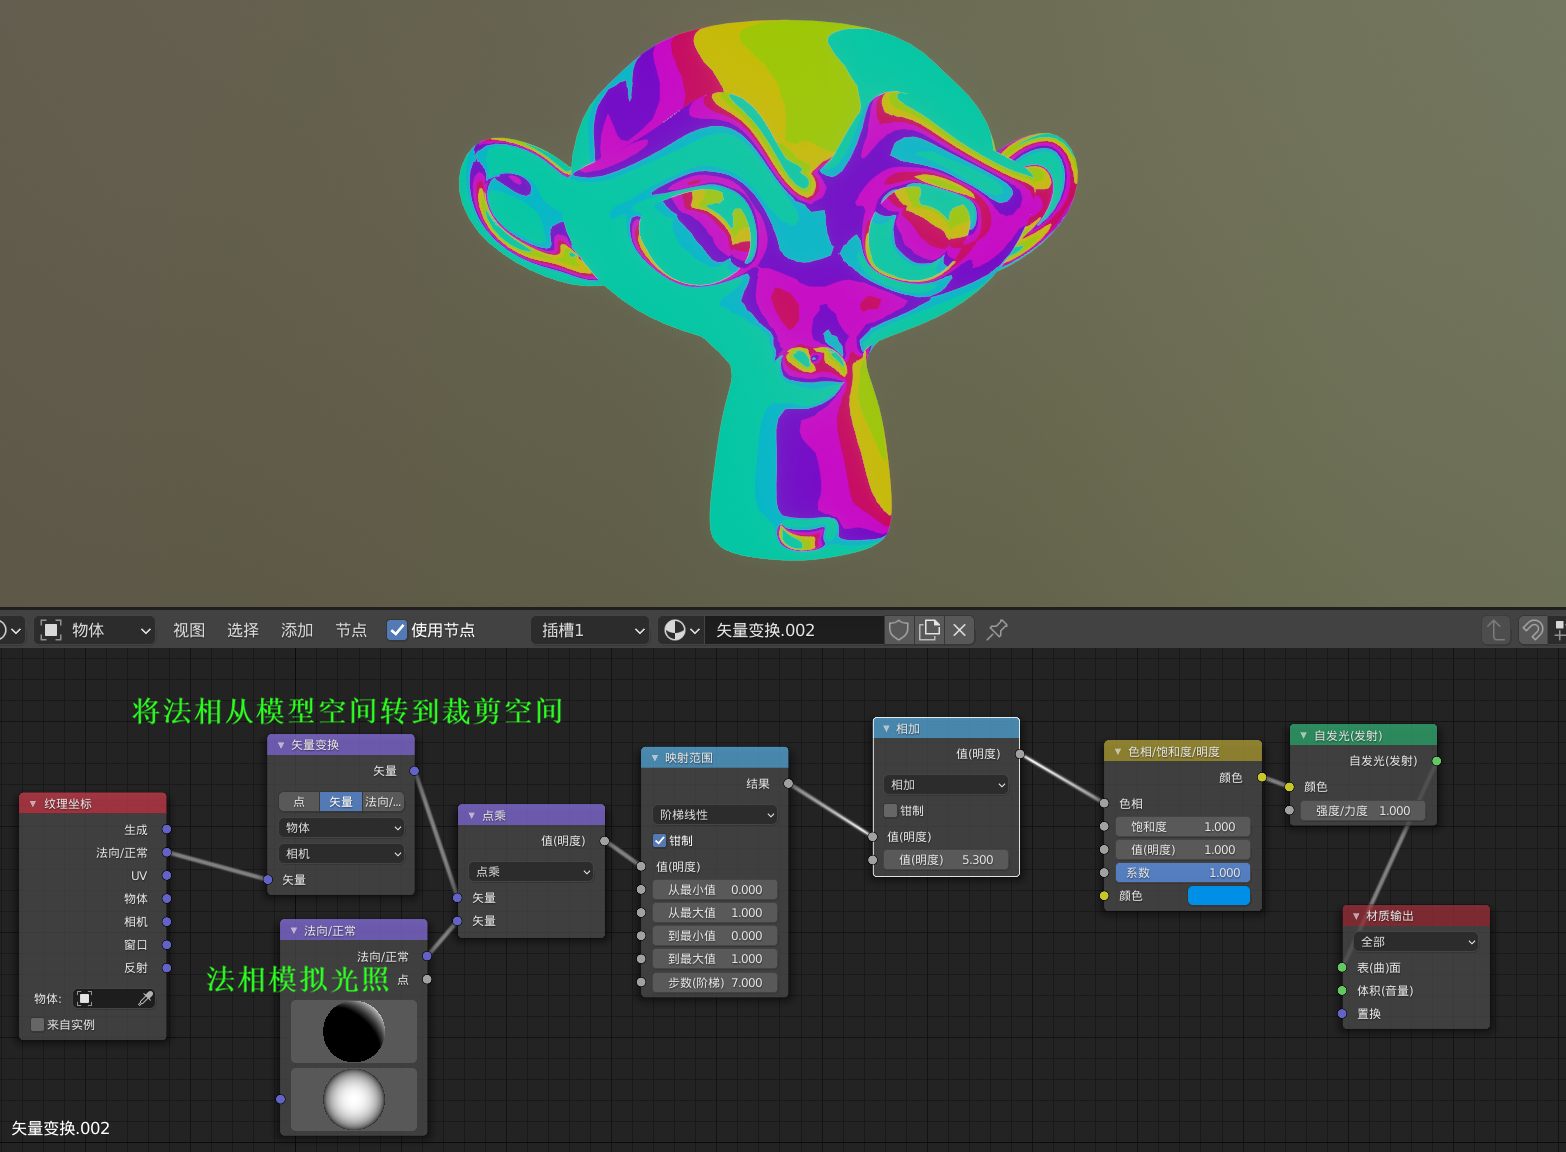 物体
视图
选择
添加
节点
使用节点
插槽1
矢量变换.002
将法相从模型空间转到裁剪空间
纹理坐标
生成
法向/正常
UV
物体
相机
窗口
反射
物体:
来自实例
矢量变换
矢量
点
矢量
法向/...
物体
相机
矢量
法向/正常
法向/正常
法相模拟光照
点
点乘
值(明度)
点乘
矢量
矢量
映射范围
结果
阶梯线性
钳制
值(明度)
从最小值 0.000
从最大值 1.000
到最小值 0.000
到最大值 1.000
步数(阶梯) 7.000
相加
值(明度)
相加
钳制
值(明度)
值(明度) 5.300
色相/饱和度/明度
颜色
色相
饱和度 1.000
值(明度) 1.000
系数 1.000
颜色
自发光(发射)
自发光(发射)
颜色
强度/力度 1.000
材质输出
全部
表(曲)面
体积(音量)
置换
矢量变换.002